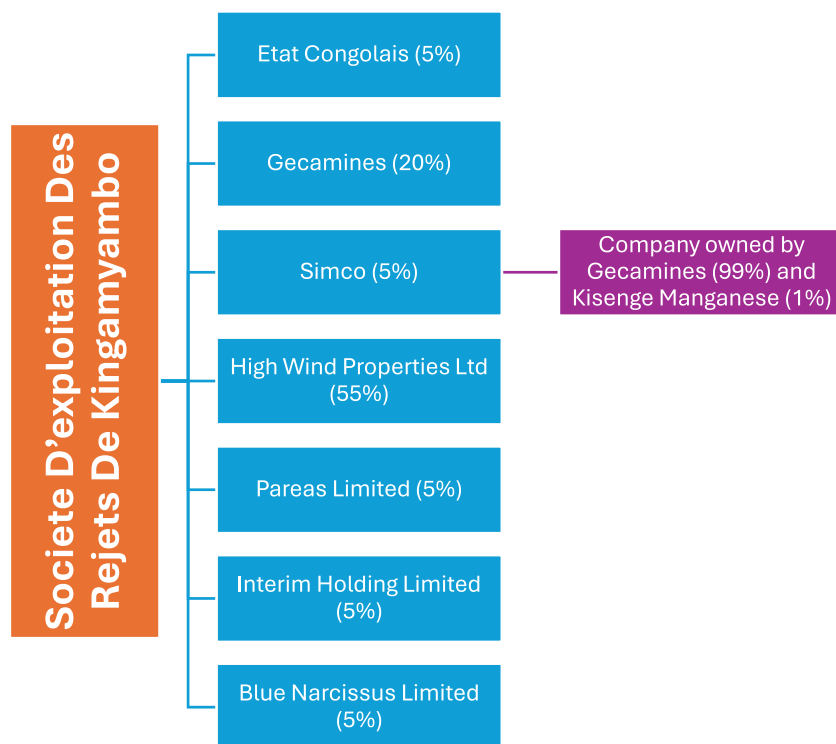 Societe D'exploitation Des
Rejets De Kingamyambo
Etat Congolais (5%)
Gecamines (20%)
Simco (5%)
Company owned by
Gecamines (99%) and
Kisenge Manganese (1%)
High Wind Properties Ltd
(55%)
Pareas Limited (5%)
Interim Holding Limited
(5%)
Blue Narcissus Limited
(5%)